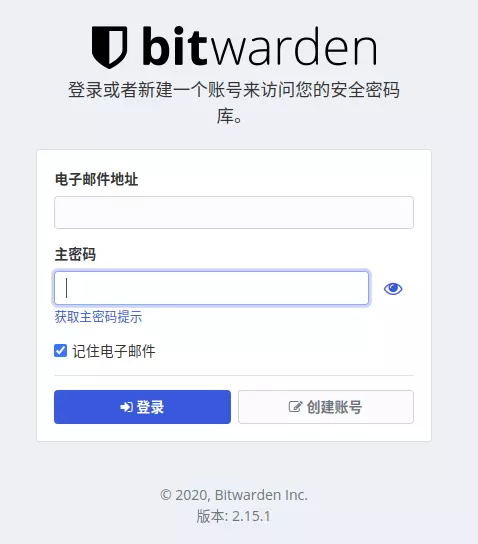 bitwarden
登录或者新建一个账号来访问您的安全密码
库。
电子邮件地址
主密码
获取主密码提示
记住电子邮件
登录
创建账号
© 2020, Bitwarden Inc.
版本: 2.15.1